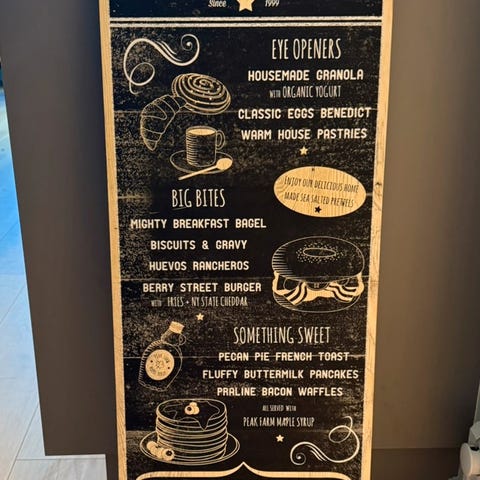 Since 1999
EYE OPENERS
HOUSEMADE GRANOLA
WITH ORGANIC YOGURT
CLASSIC EGGS BENEDICT
WARM HOUSE PASTRIES
ENJOY OUR DELICIOUS HOME
MADE SEA SALTED PRETZELS
BIG BITES
MIGHTY BREAKFAST BAGEL
BISCUITS & GRAVY
HUEVOS RANCHEROS
BERRY STREET BURGER
WITH FRIES + NY STATE CHEDDAR
SOMETHING SWEET
PECAN PIE FRENCH TOAST
FLUFFY BUTTERMILK PANCAKES
PRALINE BACON WAFFLES
ALL SERVED WITH
PEAK FARM MAPLE SYRUP